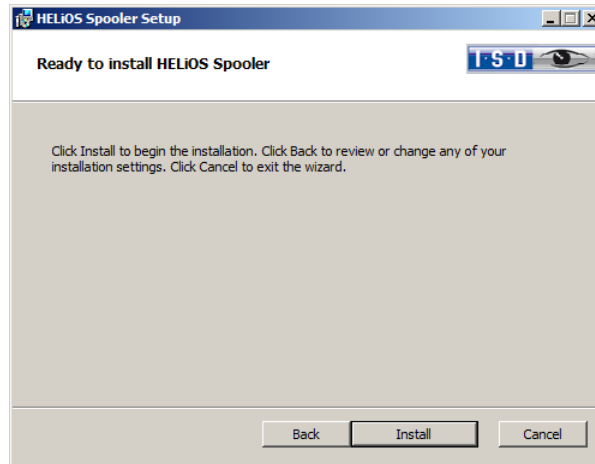 HELiOS Spooler Setup
Ready to install HELiOS Spooler
I·S·D
Click Install to begin the installation. Click Back to review or change any of your
installation settings. Click Cancel to exit the wizard.
Back Install Cancel